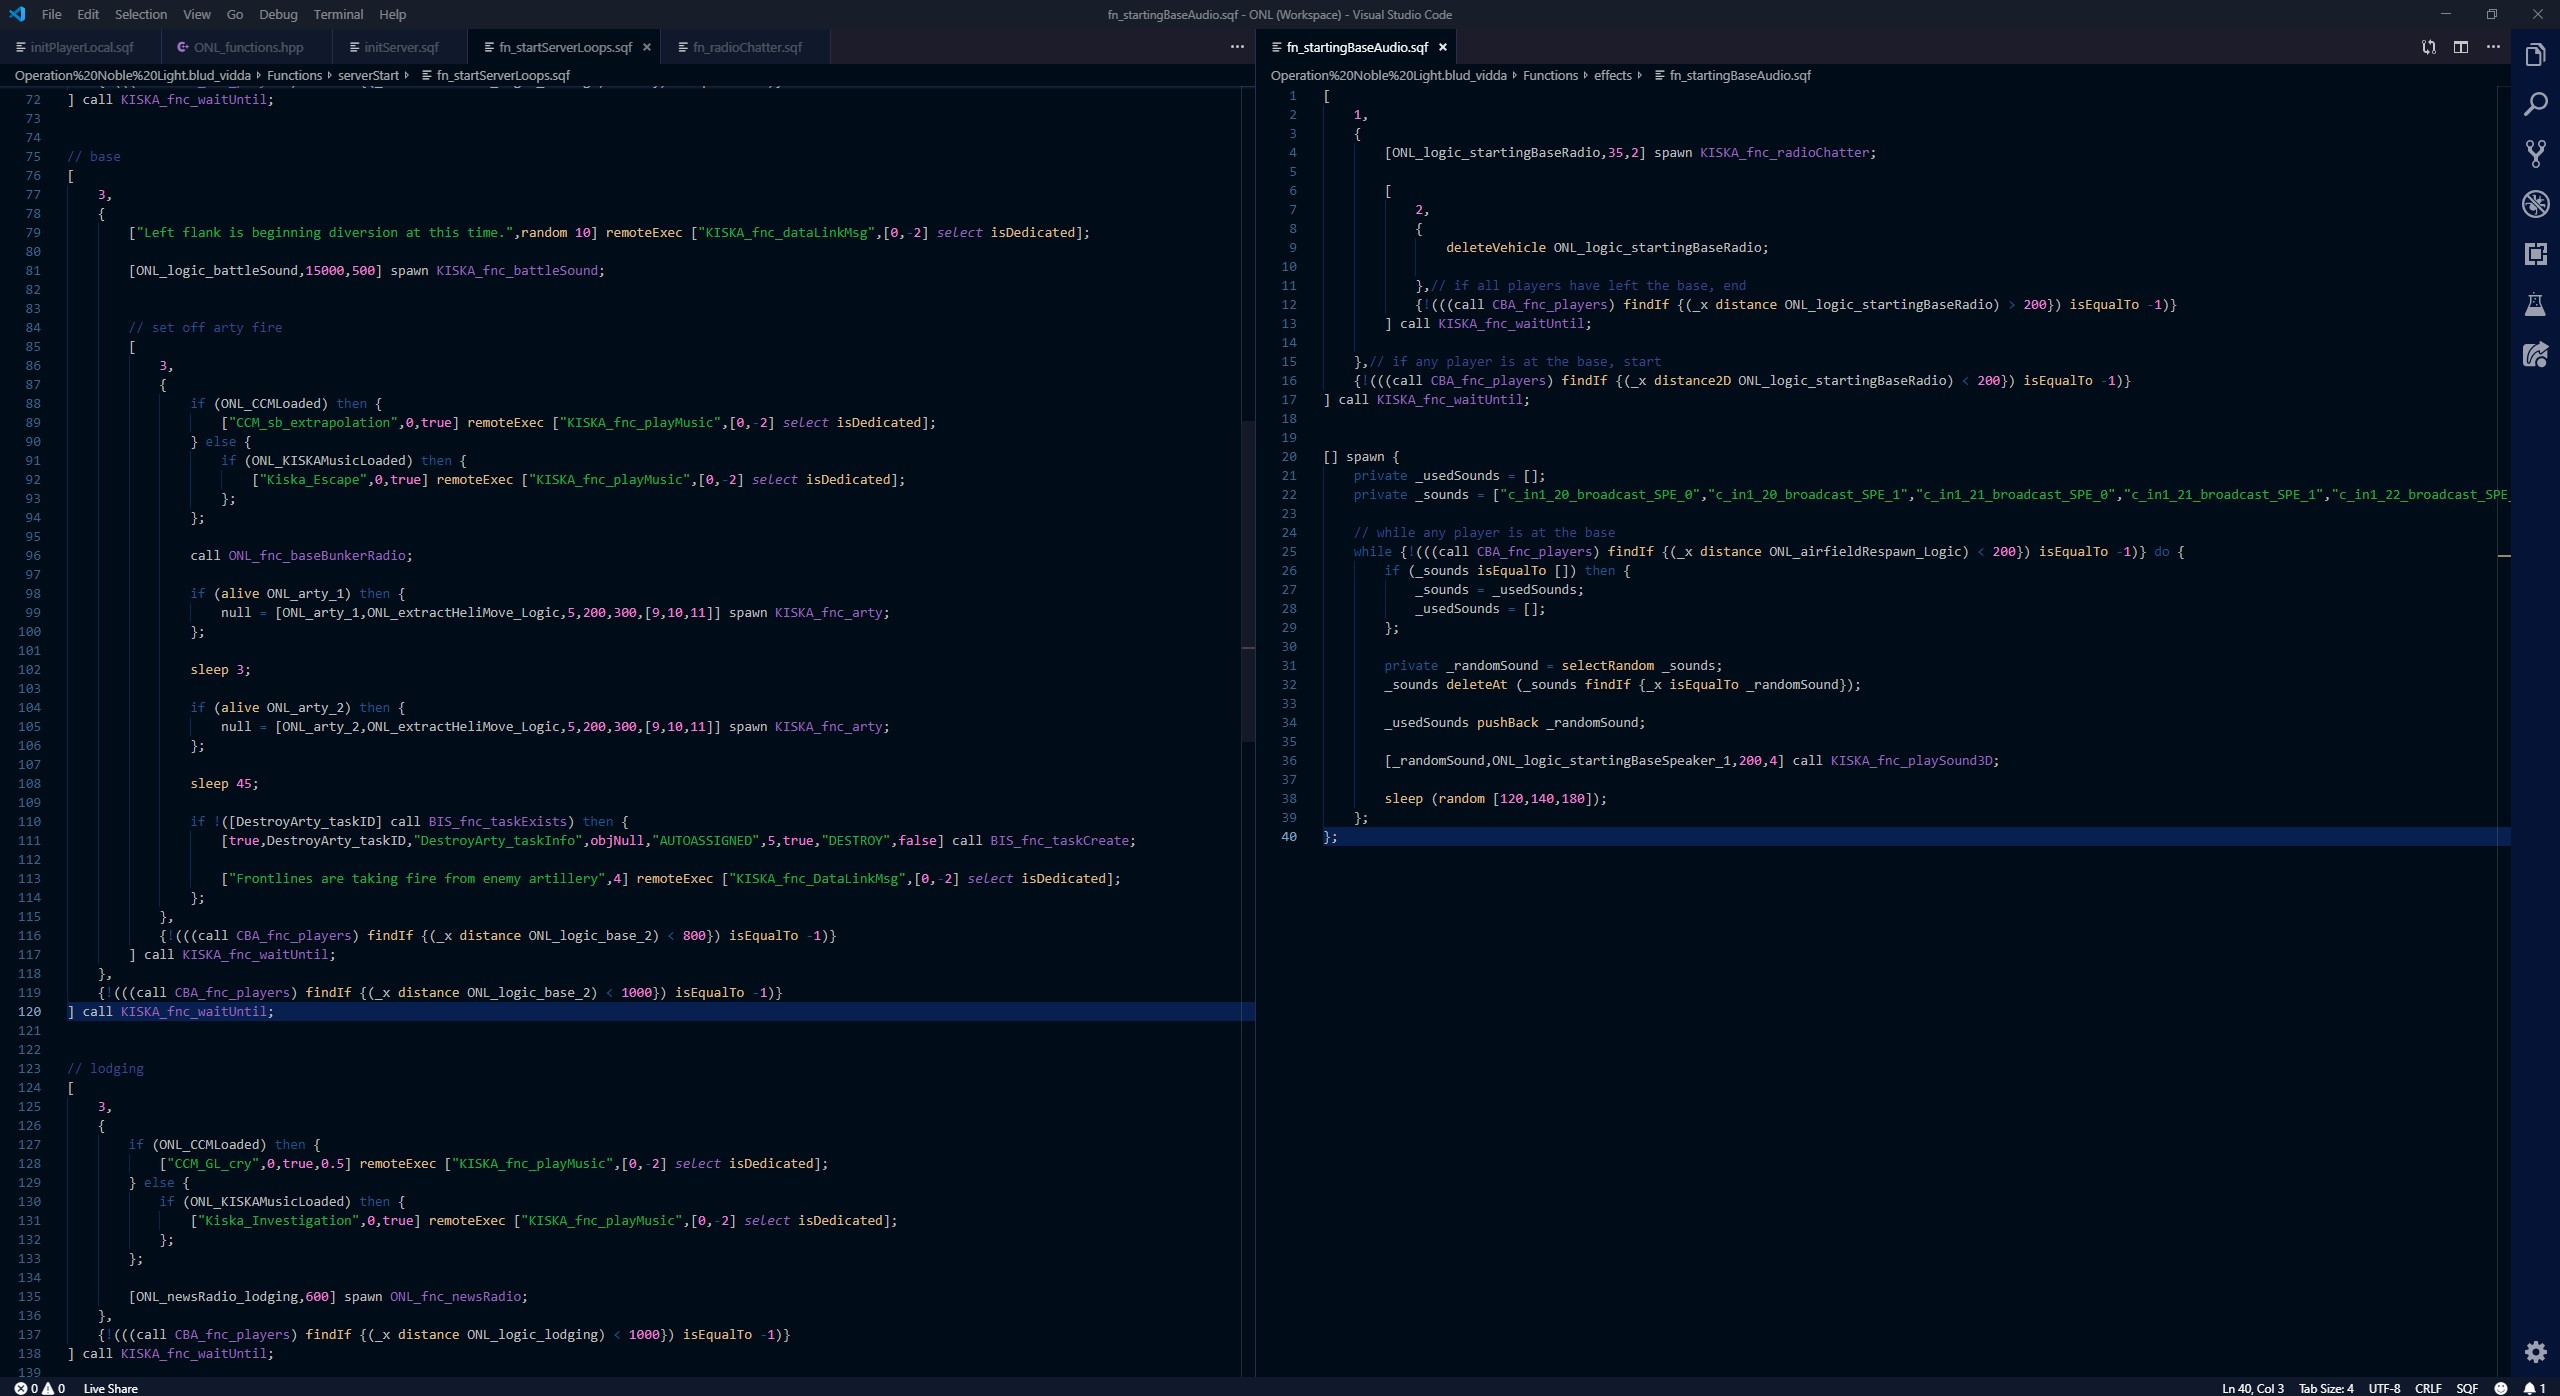 File Edit Selection View Go Debug Terminal Help
fn_startingBaseAudio.sqf - ONL (Workspace) - Visual Studio Code
initPlayerLocal.sqf ONL_functions.hpp initServer.sqf fn_startServerLoops.sqf fn_radioChatter.sqf
Operation%20Noble%20Light.blud_vidda Functions serverStart fn_startServerLoops.sqf
72 ] call KISKA_fnc_waitUntil;
73
74
75 // base
76 [
77 3,
78 {
79 ["Left flank is beginning diversion at this time.",random 10] remoteExec ["KISKA_fnc_dataLinkMsg",[0,-2] select isDedicated];
80
81 [ONL_logic_battleSound,15000,500] spawn KISKA_fnc_battleSound;
82
83
84 // set off arty fire
85 [
86 3,
87 {
88 if (ONL_CCMLoaded) then {
89 ["CCM_sb_extrapolation",0,true] remoteExec ["KISKA_fnc_playMusic",[0,-2] select isDedicated];
90 } else {
91 if (ONL_KISKAMusicLoaded) then {
92 ["Kiska_Escape",0,true] remoteExec ["KISKA_fnc_playMusic",[0,-2] select isDedicated];
93 };
94 };
95
96 call ONL_fnc_baseBunkerRadio;
97
98 if (alive ONL_arty_1) then {
99 null = [ONL_arty_1,ONL_extractHeliMove_Logic,5,200,300,[9,10,11]] spawn KISKA_fnc_arty;
100 };
101
102 sleep 3;
103
104 if (alive ONL_arty_2) then {
105 null = [ONL_arty_2,ONL_extractHeliMove_Logic,5,200,300,[9,10,11]] spawn KISKA_fnc_arty;
106 };
107
108 sleep 45;
109
110 if !([DestroyArty_taskID] call BIS_fnc_taskExists) then {
111 [true,DestroyArty_taskID,"DestroyArty_taskInfo",objNull,"AUTOASSIGNED",5,true,"DESTROY",false] call BIS_fnc_taskCreate;
112
113 ["Frontlines are taking fire from enemy artillery",4] remoteExec ["KISKA_fnc_DataLinkMsg",[0,-2] select isDedicated];
114 };
115 },
116 {!(((call CBA_fnc_players) findIf {(_x distance ONL_logic_base_2) < 800}) isEqualTo -1)}
117 ] call KISKA_fnc_waitUntil;
118 },
119 {!(((call CBA_fnc_players) findIf {(_x distance ONL_logic_base_2) < 1000}) isEqualTo -1)}
120 ] call KISKA_fnc_waitUntil;
121
122
123 // lodging
124 [
125 3,
126 {
127 if (ONL_CCMLoaded) then {
128 ["CCM_GL_cry",0,true,0.5] remoteExec ["KISKA_fnc_playMusic",[0,-2] select isDedicated];
129 } else {
130 if (ONL_KISKAMusicLoaded) then {
131 ["Kiska_Investigation",0,true] remoteExec ["KISKA_fnc_playMusic",[0,-2] select isDedicated];
132 };
133 };
134
135 [ONL_newsRadio_lodging,600] spawn ONL_fnc_newsRadio;
136 },
137 {!(((call CBA_fnc_players) findIf {(_x distance ONL_logic_lodging) < 1000}) isEqualTo -1)}
138 ] call KISKA_fnc_waitUntil;
139
fn_startingBaseAudio.sqf
Operation%20Noble%20Light.blud_vidda Functions effects fn_startingBaseAudio.sqf
1 [
2 1,
3 {
4 [ONL_logic_startingBaseRadio,35,2] spawn KISKA_fnc_radioChatter;
5
6 [
7 2,
8 {
9 deleteVehicle ONL_logic_startingBaseRadio;
10
11 },// if all players have left the base, end
12 {!(((call CBA_fnc_players) findIf {(_x distance ONL_logic_startingBaseRadio) > 200}) isEqualTo -1)}
13 ] call KISKA_fnc_waitUntil;
14
15 },// if any player is at the base, start
16 {!(((call CBA_fnc_players) findIf {(_x distance2D ONL_logic_startingBaseRadio) < 200}) isEqualTo -1)}
17 ] call KISKA_fnc_waitUntil;
18
19
20 [] spawn {
21 private _usedSounds = [];
22 private _sounds = ["c_in1_20_broadcast_SPE_0","c_in1_20_broadcast_SPE_1","c_in1_21_broadcast_SPE_0","c_in1_21_broadcast_SPE_1","c_in1_22_broadcast_SPE_
23
24 // while any player is at the base
25 while {!(((call CBA_fnc_players) findIf {(_x distance ONL_airfieldRespawn_Logic) < 200}) isEqualTo -1)} do {
26 if (_sounds isEqualTo []) then {
27 _sounds = _usedSounds;
28 _usedSounds = [];
29 };
30
31 private _randomSound = selectRandom _sounds;
32 _sounds deleteAt (_sounds findIf {_x isEqualTo _randomSound});
33
34 _usedSounds pushBack _randomSound;
35
36 [_randomSound,ONL_logic_startingBaseSpeaker_1,200,4] call KISKA_fnc_playSound3D;
37
38 sleep (random [120,140,180]);
39 };
40 };
0 0 Live Share
Ln 40, Col 3 Tab Size: 4 UTF-8 CRLF SQF 1